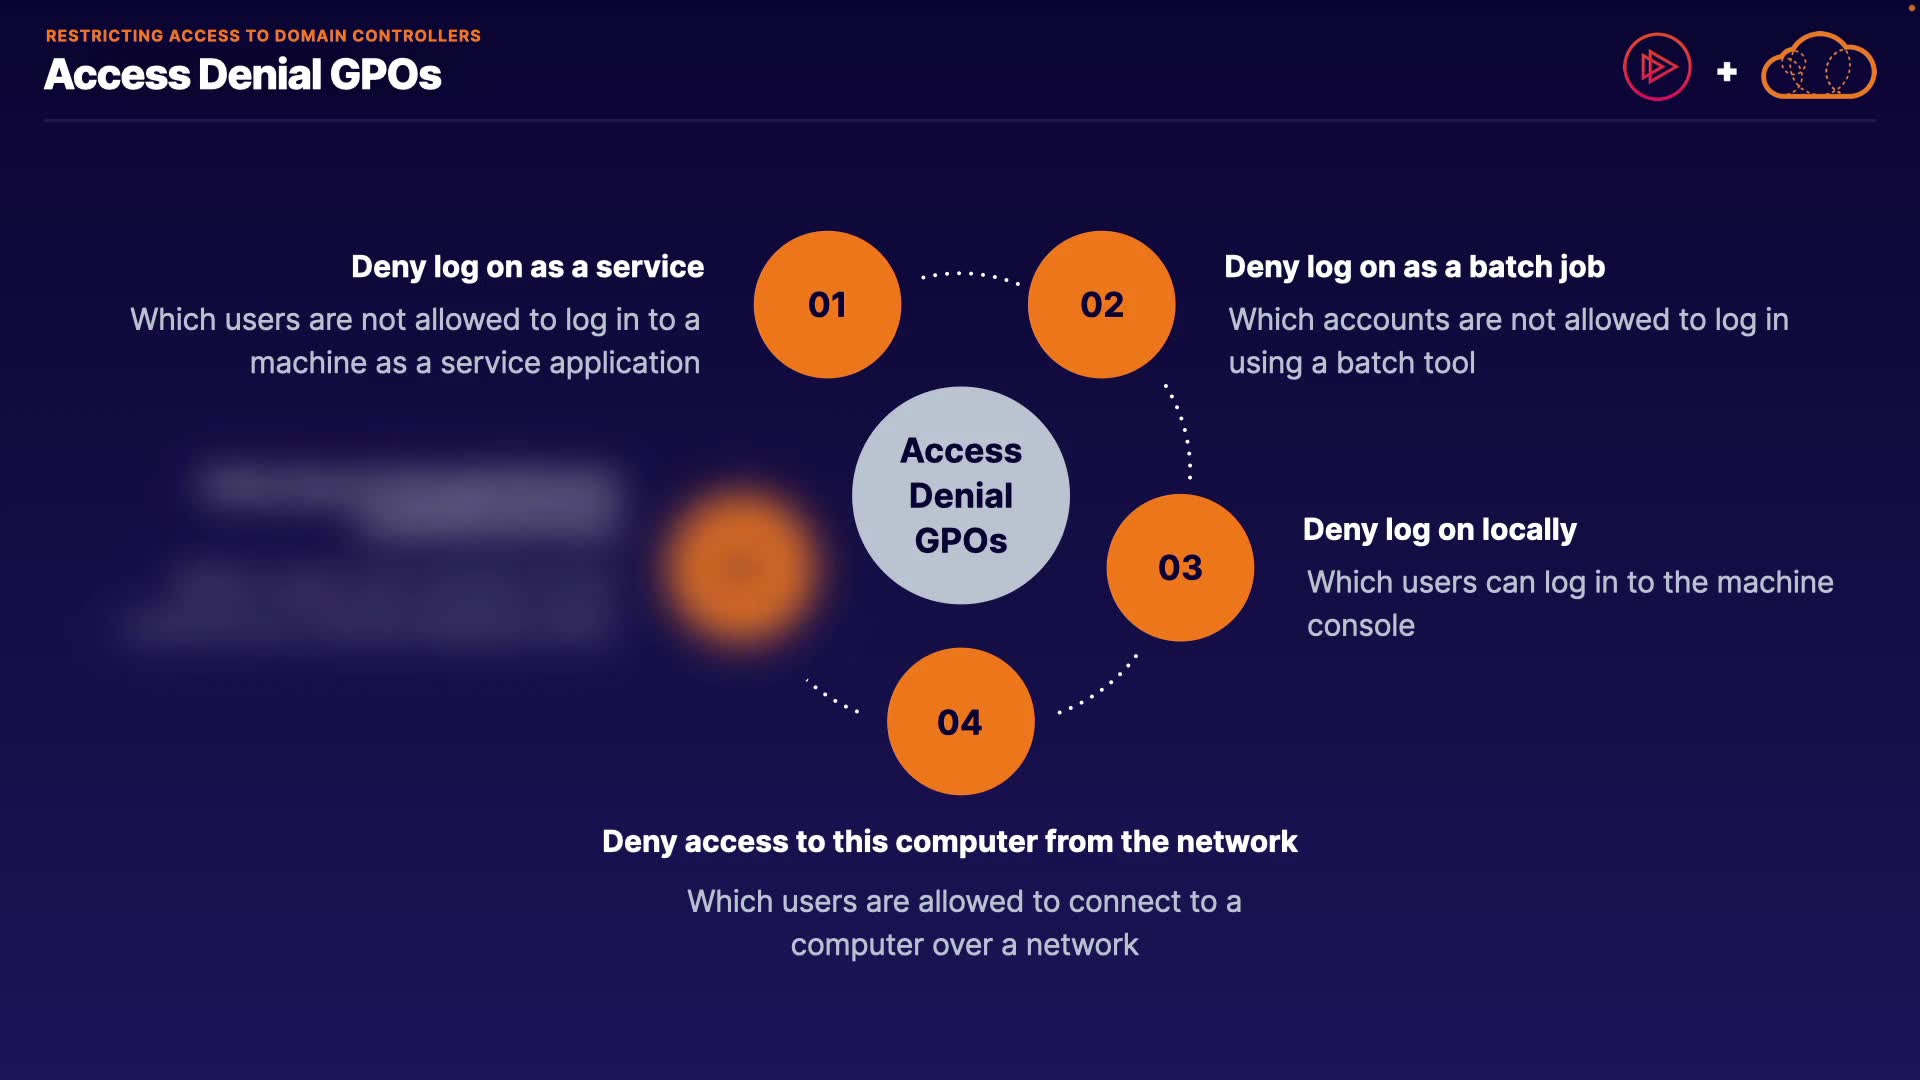 RESTRICTING ACCESS TO DOMAIN CONTROLLERS
Access Denial GPOs
01
Deny log on as a service
Which users are not allowed to log in to a
machine as a service application
02
Deny log on as a batch job
Which accounts are not allowed to log in
using a batch tool
Access
Denial
GPOs
03
Deny log on locally
Which users can log in to the machine
console
04
Deny access to this computer from the network
Which users are allowed to connect to a
computer over a network